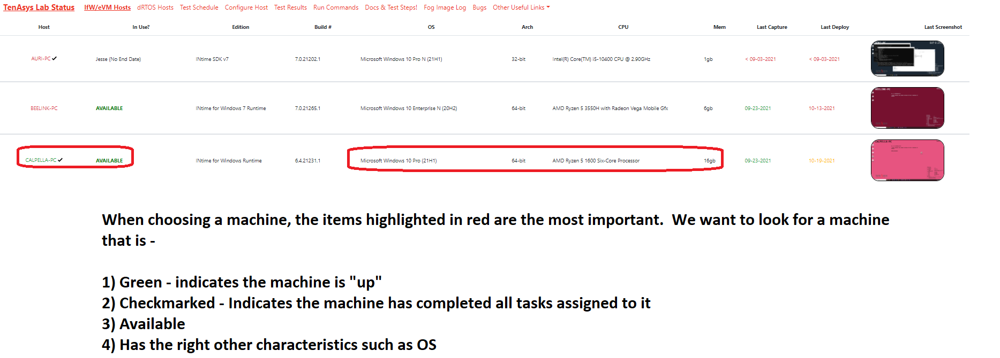 TenAsys Lab Status IfW/eVM Hosts dRTOS Hosts Test Schedule Configure Host Test Results Run Commands Docs & Test Steps! Fog Image Log Bugs Other Useful Links
Host In Use? Edition Build # OS Arch CPU Mem Last Capture Last Deploy Last Screenshot
AURI-PC ✔ Jesse (No End Date) INtime SDK v7 7.0.21202.1 Microsoft Windows 10 Pro N (21H1) 32-bit Intel(R) Core(TM) i5-10400 CPU @ 2.90GHz 1gb < 09-03-2021 < 09-03-2021
BEELINK-PC AVAILABLE INtime for Windows 7 Runtime 7.0.21265.1 Microsoft Windows 10 Enterprise N (20H2) 64-bit AMD Ryzen 5 3550H with Radeon Vega Mobile Gfx 6gb 09-23-2021 10-13-2021
BEELINK-PC
CALPELLA-PC ✔ AVAILABLE INtime for Windows Runtime 6.4.21231.1 Microsoft Windows 10 Pro (21H1) 64-bit AMD Ryzen 5 1600 Six-Core Processor 16gb 09-23-2021 10-19-2021
CALPELLA-PC
When choosing a machine, the items highlighted in red are the most important. We want to look for a machine
that is -
1) Green - indicates the machine is "up"
2) Checkmarked - Indicates the machine has completed all tasks assigned to it
3) Available
4) Has the right other characteristics such as OS